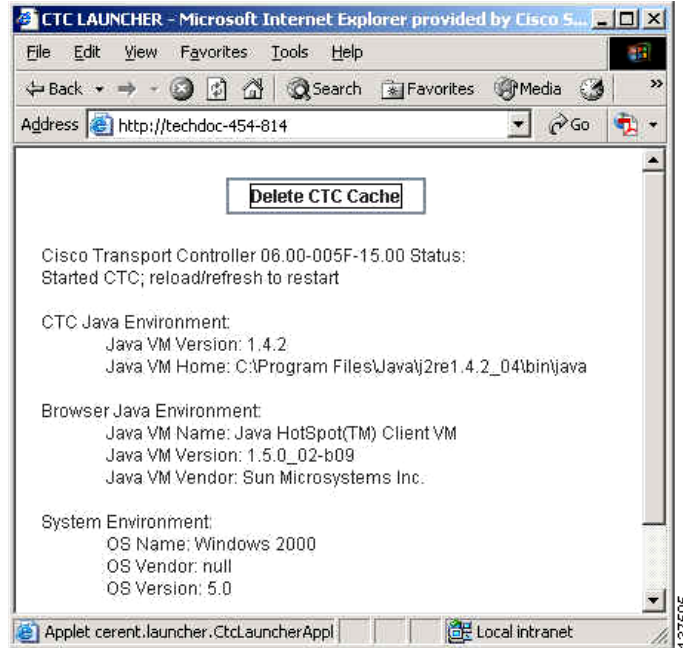 CTC LAUNCHER - Microsoft Internet Explorer provided by Cisco S...
File Edit View Favorites Tools Help
Back Search Favorites Media »
Address http://techdoc-454-814 Go
Delete CTC Cache
Cisco Transport Controller 06.00-005F-15.00 Status:
Started CTC; reload/refresh to restart
CTC Java Environment:
Java VM Version: 1.4.2
Java VM Home: C:\Program Files\Java\j2re1.4.2_04\bin\java
Browser Java Environment:
Java VM Name: Java HotSpot(TM) Client VM
Java VM Version: 1.5.0_02-b09
Java VM Vendor: Sun Microsystems Inc.
System Environment:
OS Name: Windows 2000
OS Vendor: null
OS Version: 5.0
Applet cerent.launcher.CtcLauncherAppl Local intranet